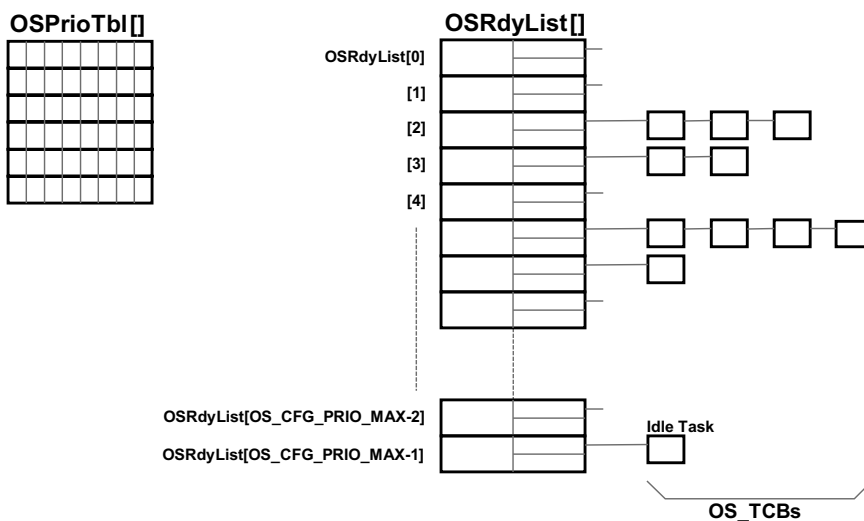 OSPrioTbl[]
OSRdyList[]
OSRdyList[0]
[1]
[2]
[3]
[4]
OSRdyList[OS_CFG_PRIO_MAX-2]
OSRdyList[OS_CFG_PRIO_MAX-1]
Idle Task
OS_TCBs